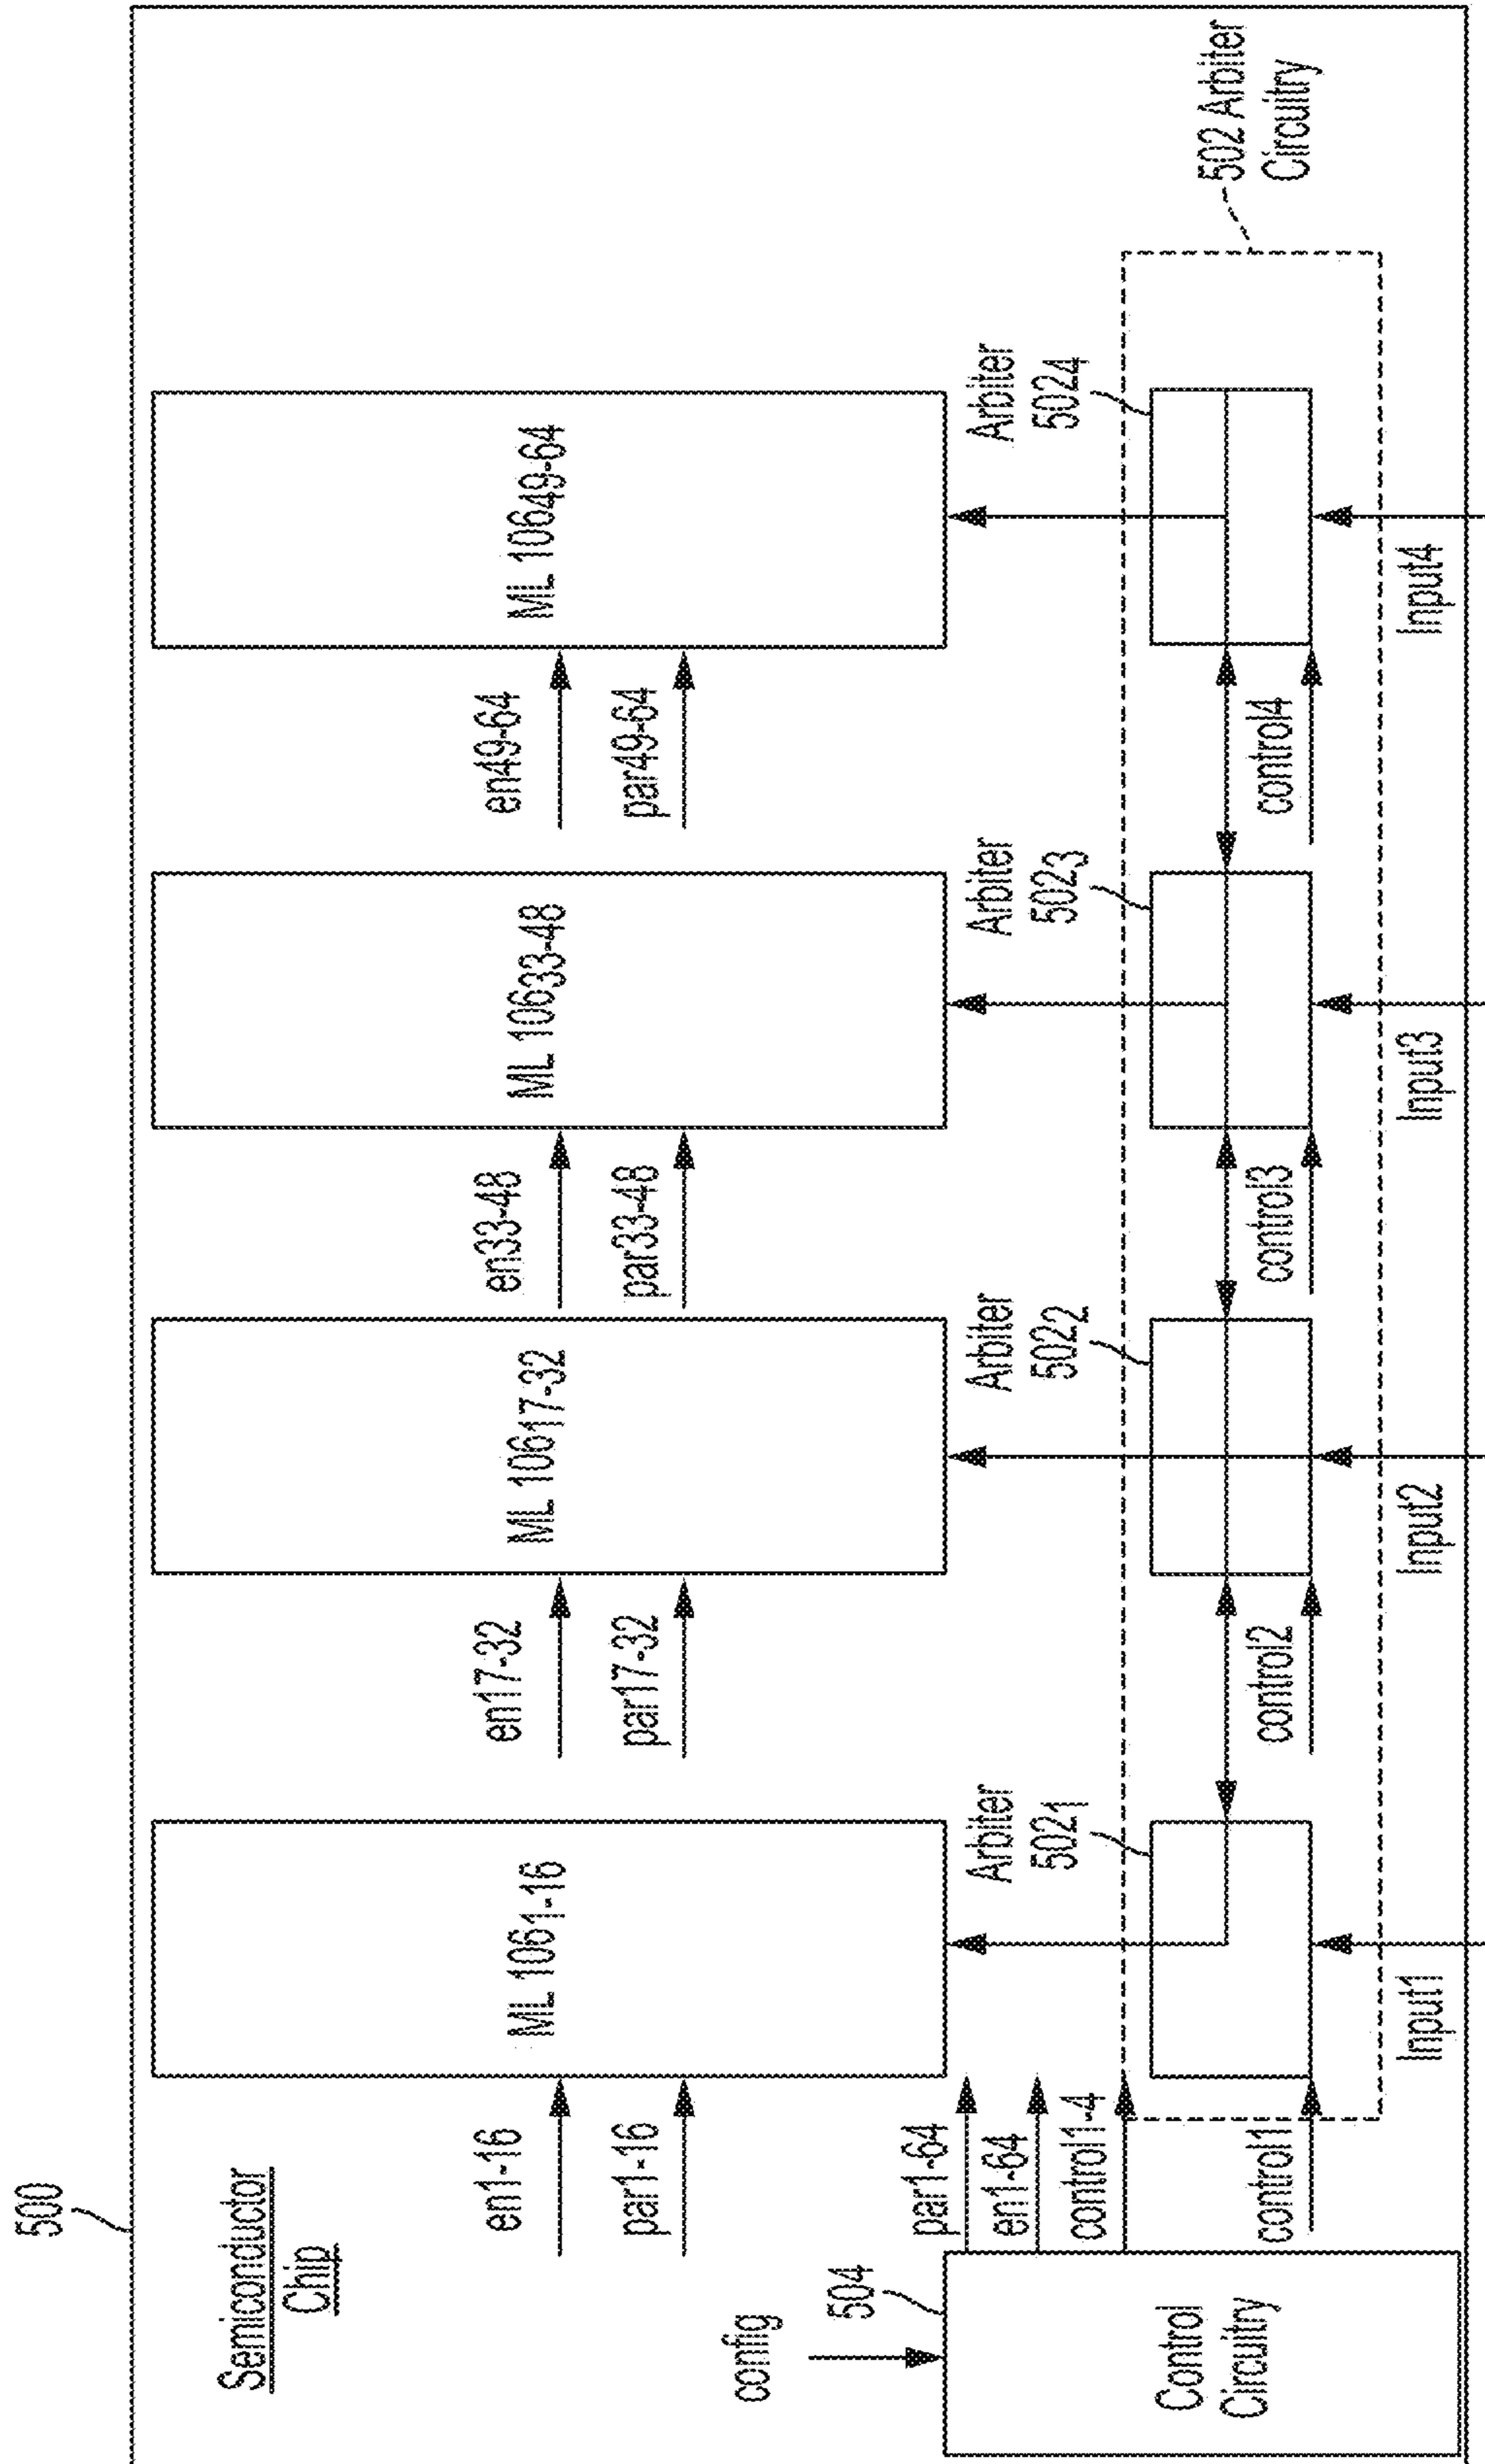 500
Semiconductor
Chip
ML 106₁₋₁₆
ML 106₁₇₋₃₂
ML 106₃₃₋₄₈
ML 106₄₉₋₆₄
en1-16
en17-32
en33-48
en49-64
par1-16
par17-32
par33-48
par49-64
config
504
Control
Circuitry
par1-64
en1-64
control1-4
Arbiter
502₁
Arbiter
502₂
Arbiter
502₃
Arbiter
502₄
502 Arbiter
Circuitry
control1
control2
control3
control4
Input1
Input2
Input3
Input4